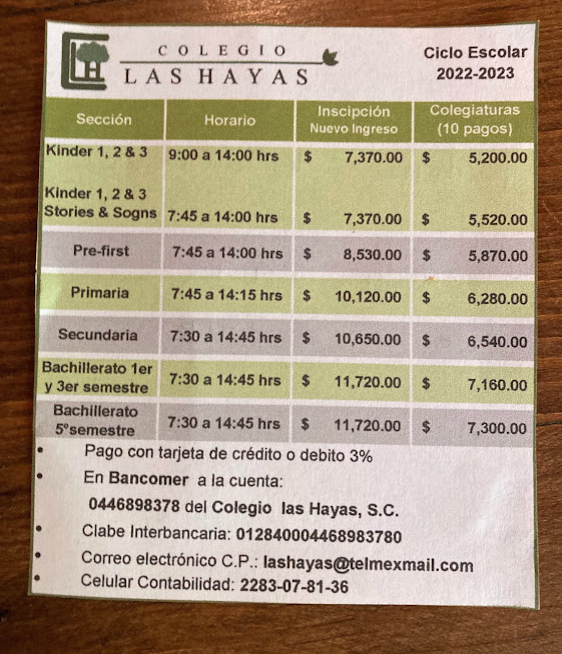 COLEGIO
LAS HAYAS
LH
Ciclo Escolar
2022-2023
Sección Horario Inscipción Nuevo Ingreso Colegiaturas (10 pagos)
Kinder 1, 2 & 3 9:00 a 14:00 hrs $ 7,370.00 $ 5,200.00
Kinder 1, 2 & 3
Stories & Sogns 7:45 a 14:00 hrs $ 7,370.00 $ 5,520.00
Pre-first 7:45 a 14:00 hrs $ 8,530.00 $ 5,870.00
Primaria 7:45 a 14:15 hrs $ 10,120.00 $ 6,280.00
Secundaria 7:30 a 14:45 hrs $ 10,650.00 $ 6,540.00
Bachillerato 1er
y 3er semestre 7:30 a 14:45 hrs $ 11,720.00 $ 7,160.00
Bachillerato
5°semestre 7:30 a 14:45 hrs $ 11,720.00 $ 7,300.00
• Pago con tarjeta de crédito o debito 3%
• En Bancomer a la cuenta:
0446898378 del Colegio las Hayas, S.C.
• Clabe Interbancaria: 012840004468983780
• Correo electrónico C.P.: lashayas@telmexmail.com
• Celular Contabilidad: 2283-07-81-36